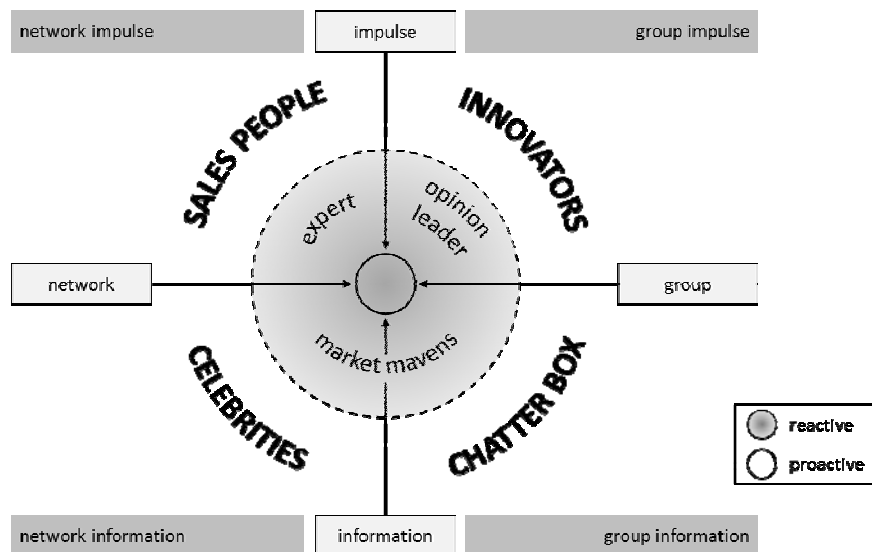 network impulse
impulse
group impulse
SALES PEOPLE
INNOVATORS
expert
opinion
leader
network
group
market mavens
CELEBRITIES
CHATTER BOX
reactive
proactive
network information
information
group information